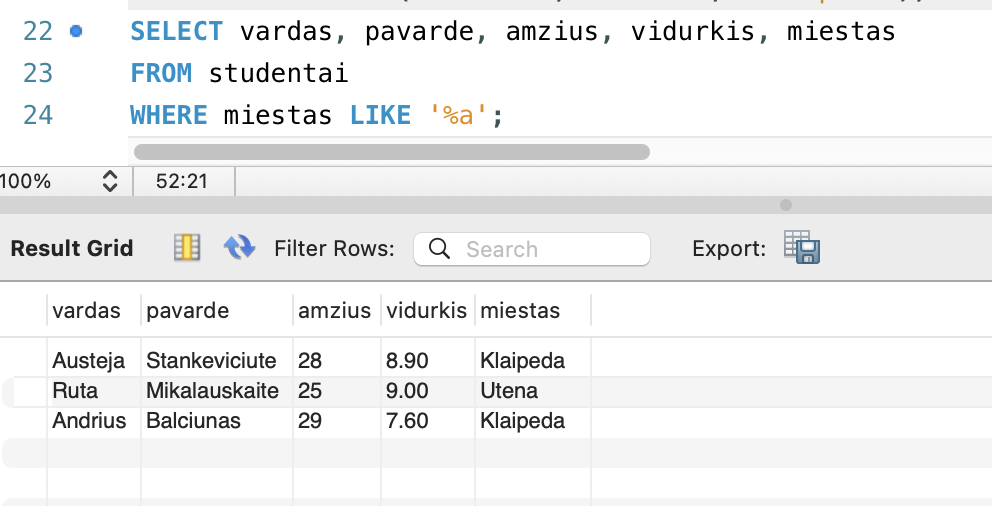 22 SELECT vardas, pavarde, amzius, vidurkis, miestas
23 FROM studentai
24 WHERE miestas LIKE '%a';
100% 52:21
Result Grid Filter Rows: Search Export:
vardas pavarde amzius vidurkis miestas
Austeja Stankeviciute 28 8.90 Klaipeda
Ruta Mikalauskaite 25 9.00 Utena
Andrius Balciunas 29 7.60 Klaipeda